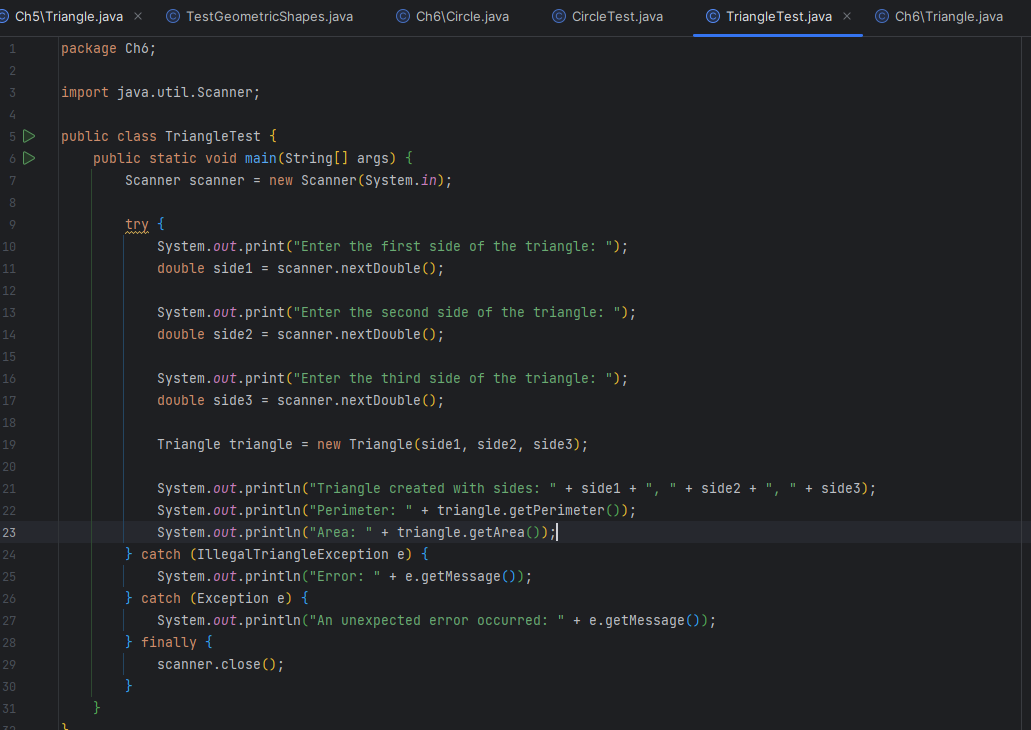 Ch5\Triangle.java TestGeometricShapes.java Ch6\Circle.java CircleTest.java TriangleTest.java Ch6\Triangle.java
1 package Ch6;
2
3 import java.util.Scanner;
4
5 public class TriangleTest {
6 public static void main(String[] args) {
7 Scanner scanner = new Scanner(System.in);
8
9 try {
10 System.out.print("Enter the first side of the triangle: ");
11 double side1 = scanner.nextDouble();
12
13 System.out.print("Enter the second side of the triangle: ");
14 double side2 = scanner.nextDouble();
15
16 System.out.print("Enter the third side of the triangle: ");
17 double side3 = scanner.nextDouble();
18
19 Triangle triangle = new Triangle(side1, side2, side3);
20
21 System.out.println("Triangle created with sides: " + side1 + ", " + side2 + ", " + side3);
22 System.out.println("Perimeter: " + triangle.getPerimeter());
23 System.out.println("Area: " + triangle.getArea());
24 } catch (IllegalTriangleException e) {
25 System.out.println("Error: " + e.getMessage());
26 } catch (Exception e) {
27 System.out.println("An unexpected error occurred: " + e.getMessage());
28 } finally {
29 scanner.close();
30 }
31 }
32 }